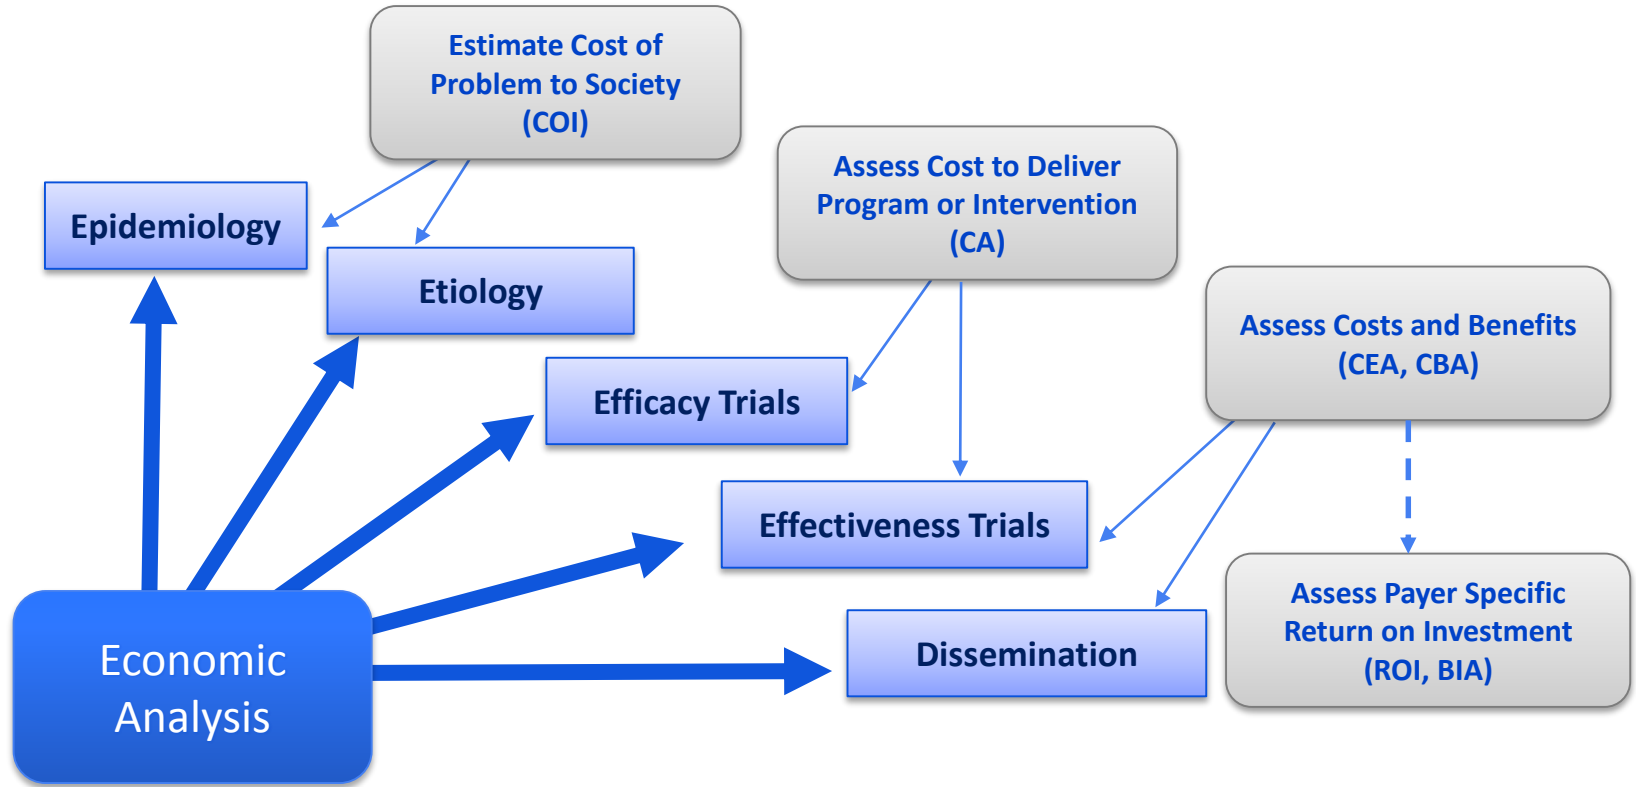 Estimate Cost of
Problem to Society
(COI)
Assess Cost to Deliver
Program or Intervention
(CA)
Epidemiology
Etiology
Assess Costs and Benefits
(CEA, CBA)
Efficacy Trials
Effectiveness Trials
Assess Payer Specific
Return on Investment
(ROI, BIA)
Dissemination
Economic
Analysis